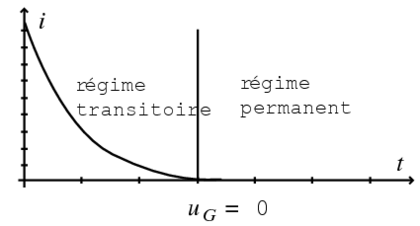 i
régime
transitoire
régime
permanent
t
u_G = 0